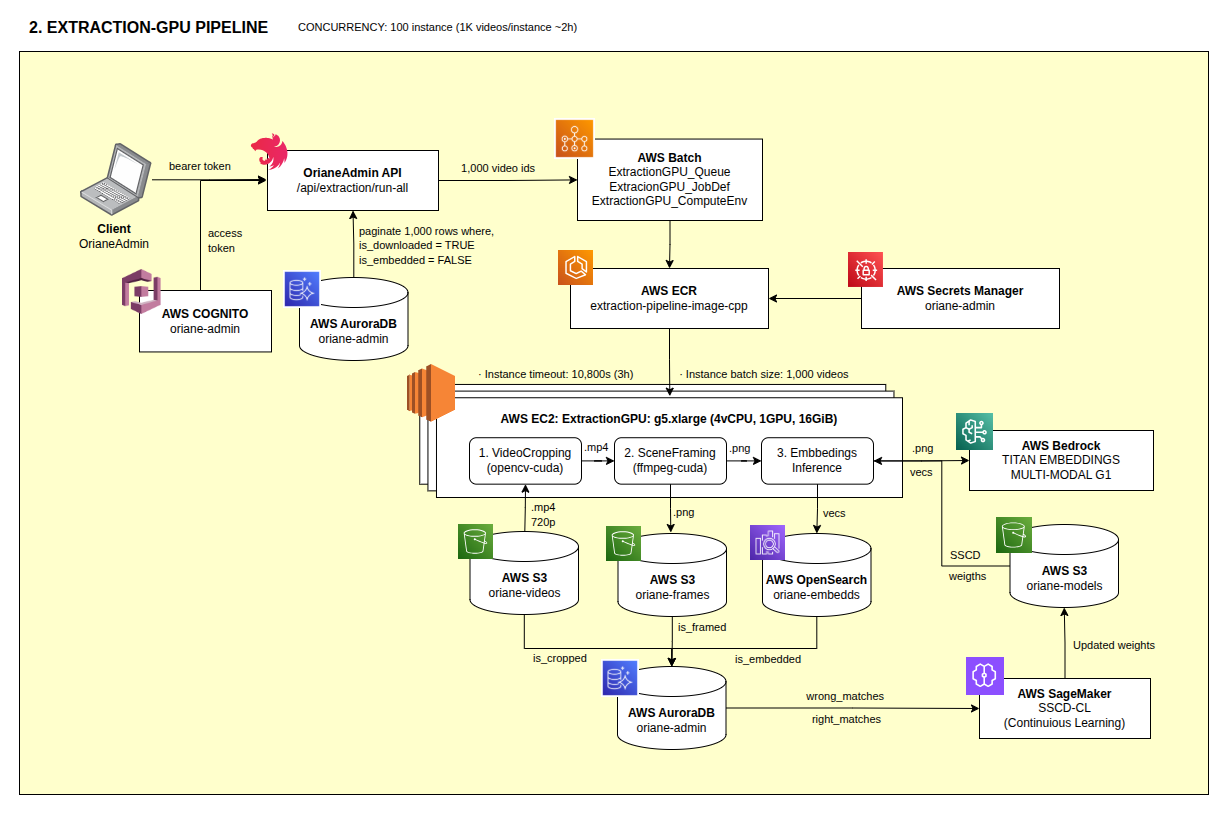 2. EXTRACTION-GPU PIPELINE
CONCURRENCY: 100 instance (1K videos/instance ~2h)
Client
OrianeAdmin
bearer token
access
token
AWS COGNITO
oriane-admin
OrianeAdmin API
/api/extraction/run-all
paginate 1,000 rows where,
is_downloaded = TRUE
is_embedded = FALSE
AWS AuroraDB
oriane-admin
1,000 video ids
AWS Batch
ExtractionGPU_Queue
ExtracionGPU_JobDef
ExtractionGPU_ComputeEnv
AWS ECR
extraction-pipeline-image-cpp
AWS Secrets Manager
oriane-admin
· Instance timeout: 10,800s (3h)
· Instance batch size: 1,000 videos
AWS EC2: ExtractionGPU: g5.xlarge (4vCPU, 1GPU, 16GiB)
1. VideoCropping
(opencv-cuda)
.mp4
2. SceneFraming
(ffmpeg-cuda)
.png
3. Embbedings
Inference
.png
vecs
AWS Bedrock
TITAN EMBEDDINGS
MULTI-MODAL G1
.mp4
720p
.png
vecs
AWS S3
oriane-videos
AWS S3
oriane-frames
AWS OpenSearch
oriane-embedds
SSCD
weigths
AWS S3
oriane-models
is_cropped
is_framed
is_embedded
AWS AuroraDB
oriane-admin
wrong_matches
right_matches
Updated weights
AWS SageMaker
SSCD-CL
(Continuious Learning)